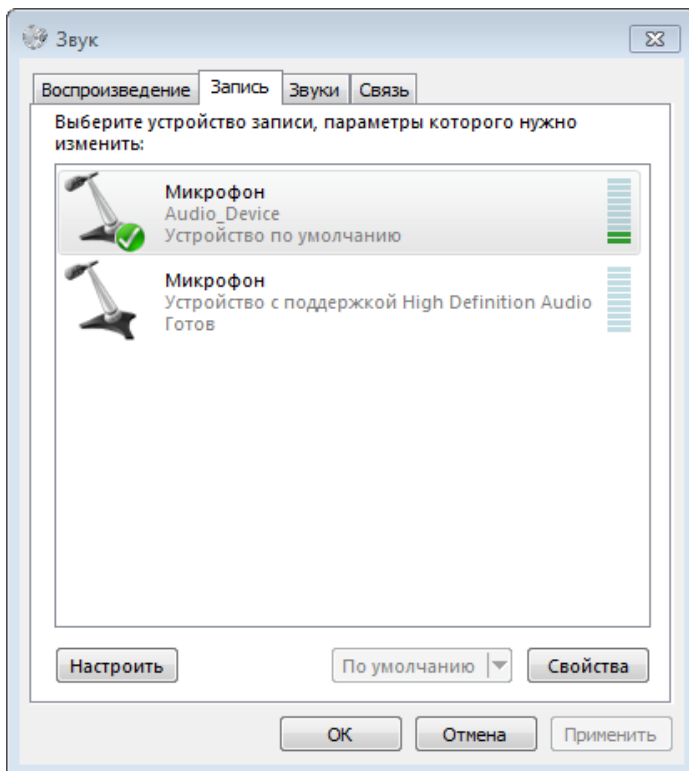 Звук
Воспроизведение Запись Звуки Связь
Выберите устройство записи, параметры которого нужно
изменить:
Микрофон
Audio_Device
Устройство по умолчанию
Микрофон
Устройство с поддержкой High Definition Audio
Готов
Настроить По умолчанию Свойства
ОК Отмена Применить